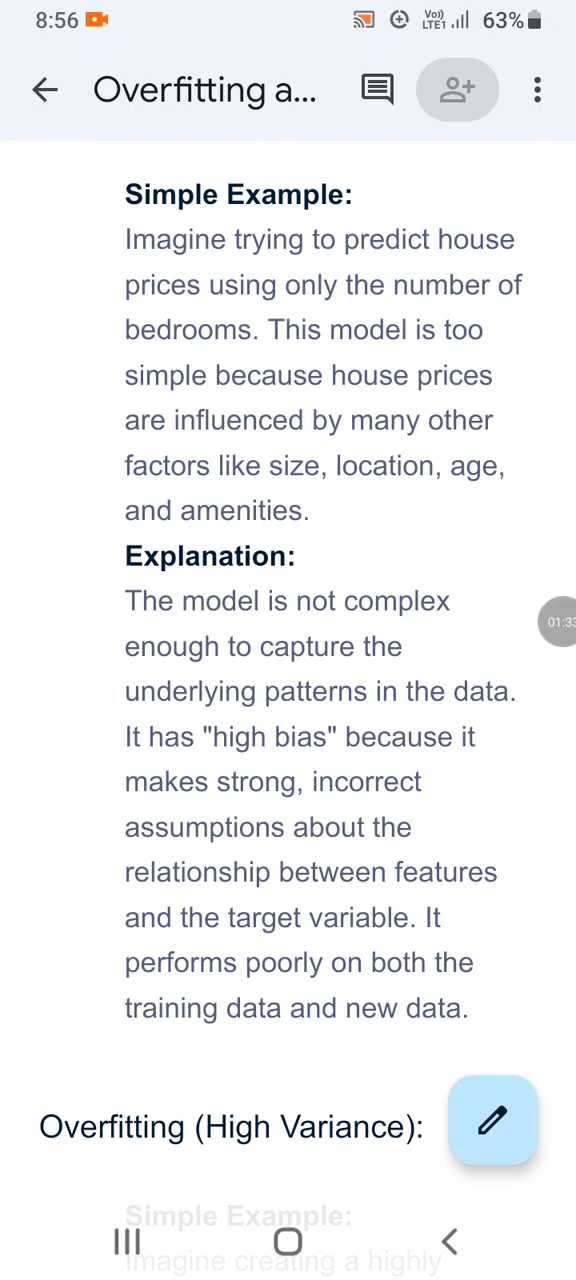 8:56
Vo)) LTE1 63%
Overfitting a...
Simple Example:
Imagine trying to predict house
prices using only the number of
bedrooms. This model is too
simple because house prices
are influenced by many other
factors like size, location, age,
and amenities.
Explanation:
The model is not complex
enough to capture the
01:33
underlying patterns in the data.
It has "high bias" because it
makes strong, incorrect
assumptions about the
relationship between features
and the target variable. It
performs poorly on both the
training data and new data.
Overfitting (High Variance):
Simple Example:
Imagine creating a highly